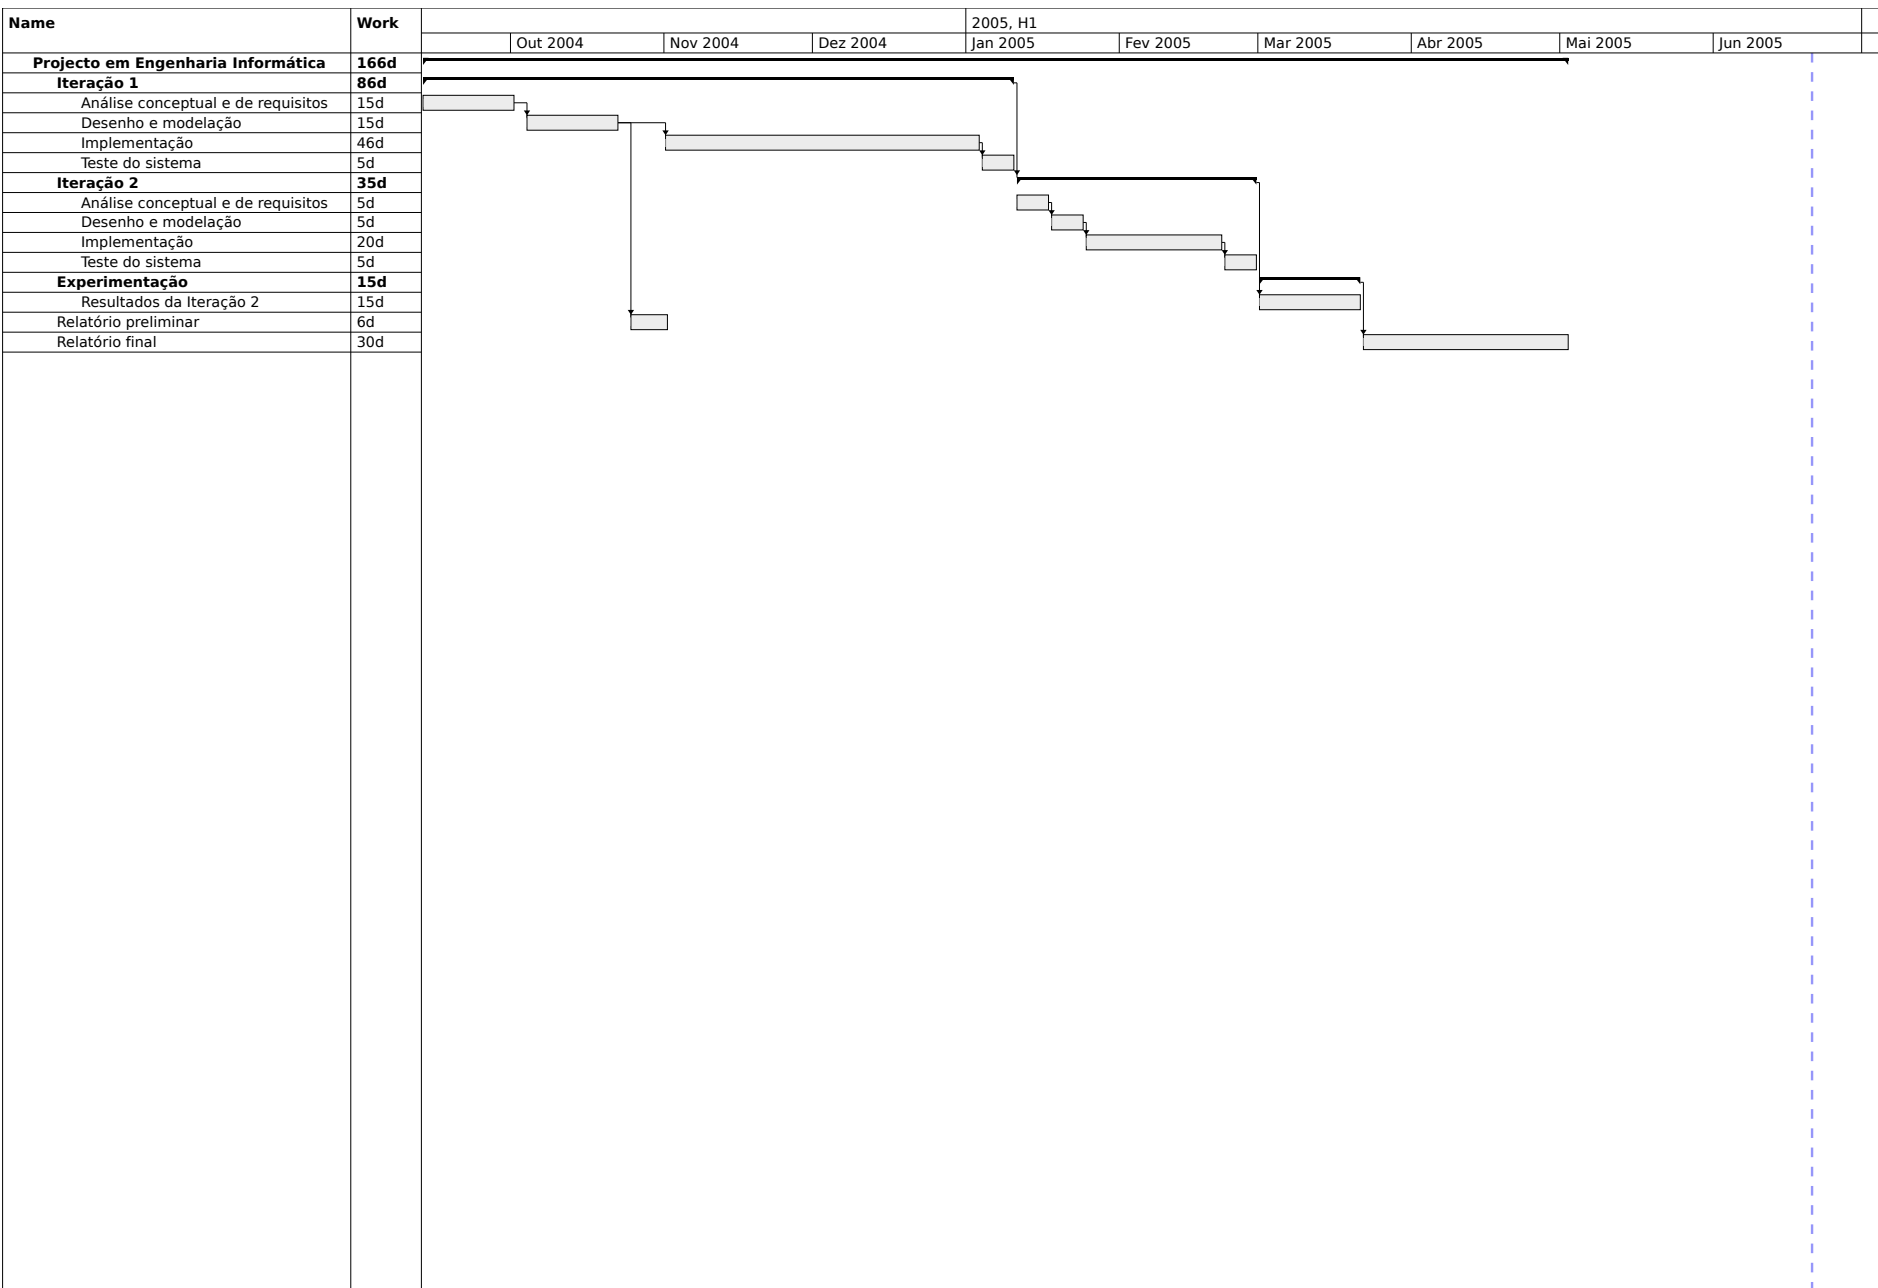 Name Work 2005, H1
Out 2004 Nov 2004 Dez 2004 Jan 2005 Fev 2005 Mar 2005 Abr 2005 Mai 2005 Jun 2005
Projecto em Engenharia Informática 166d
Iteração 1 86d
Análise conceptual e de requisitos 15d
Desenho e modelação 15d
Implementação 46d
Teste do sistema 5d
Iteração 2 35d
Análise conceptual e de requisitos 5d
Desenho e modelação 5d
Implementação 20d
Teste do sistema 5d
Experimentação 15d
Resultados da Iteração 2 15d
Relatório preliminar 6d
Relatório final 30d